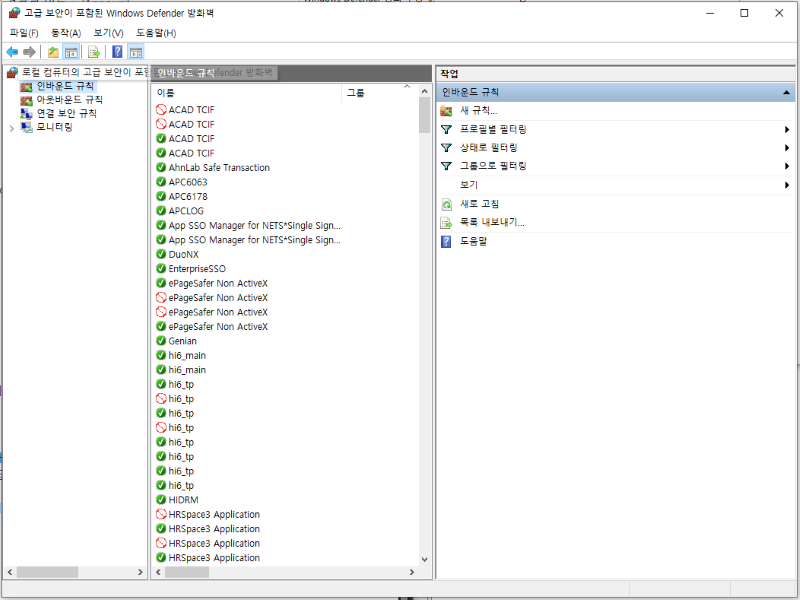 고급 보안이 포함된 Windows Defender 방화벽
파일(F) 동작(A) 보기(V) 도움말(H)
로컬 컴퓨터의 고급 보안이 포함
인바운드 규칙
아웃바운드 규칙
연결 보안 규칙
모니터링
인바운드 규칙
이름 그룹
ACAD TCIF
ACAD TCIF
ACAD TCIF
ACAD TCIF
AhnLab Safe Transaction
APC6063
APC6178
APCLOG
App SSO Manager for NETS*Single Sign...
App SSO Manager for NETS*Single Sign...
DuoNX
EnterpriseSSO
ePageSafer Non ActiveX
ePageSafer Non ActiveX
ePageSafer Non ActiveX
ePageSafer Non ActiveX
Genian
hi6_main
hi6_main
hi6_tp
hi6_tp
hi6_tp
hi6_tp
hi6_tp
hi6_tp
hi6_tp
hi6_tp
HIDRM
HRSpace3 Application
HRSpace3 Application
HRSpace3 Application
HRSpace3 Application
작업
인바운드 규칙
새 규칙...
프로필별 필터링
상태로 필터링
그룹으로 필터링
보기
새로 고침
목록 내보내기...
도움말